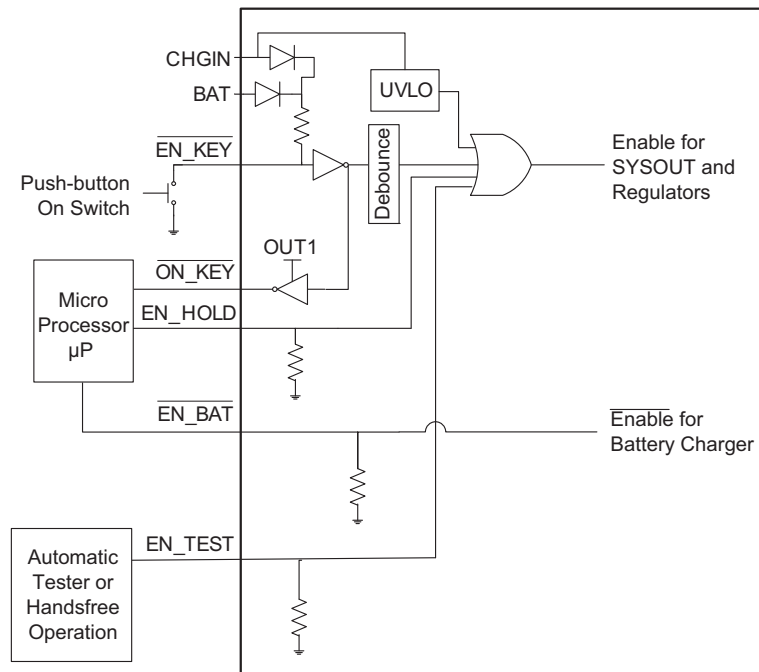 CHGIN
BAT
UVLO
EN_KEY
Debounce
Enable for
SYSOUT and
Regulators
Push-button
On Switch
OUT1
ON_KEY
Micro
Processor
µP
EN_HOLD
EN_BAT
Enable for
Battery Charger
EN_TEST
Automatic
Tester or
Handsfree
Operation